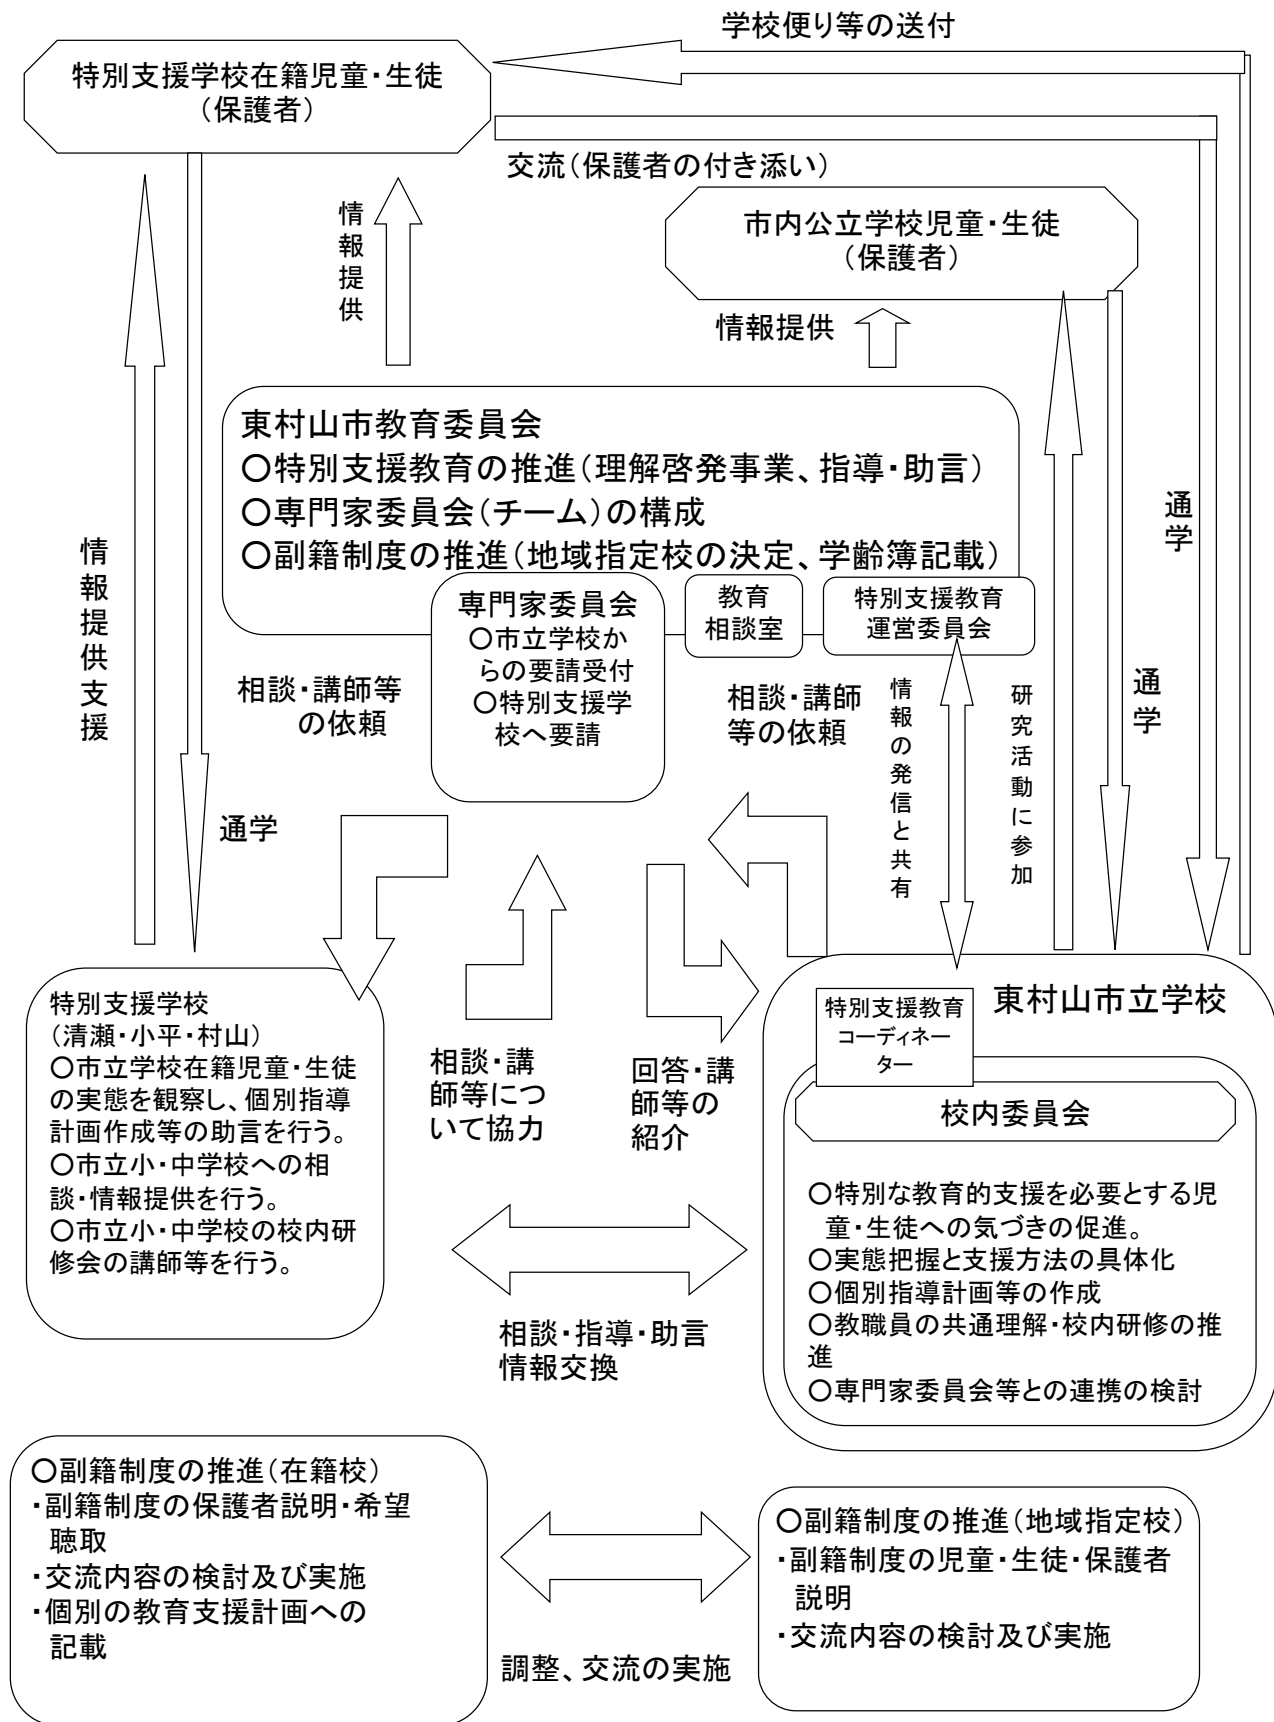 学校便り等の送付
特別支援学校在籍児童・生徒
（保護者）
交流（保護者の付き添い）
情報提供
市内公立学校児童・生徒
（保護者）
情報提供
東村山市教育委員会
○特別支援教育の推進（理解啓発事業、指導・助言）
○専門家委員会（チーム）の構成
○副籍制度の推進（地域指定校の決定、学齢簿記載）
専門家委員会
○市立学校か
らの要請受付
○特別支援学
校へ要請
教育
相談室
特別支援教育
運営委員会
情報提供支援
通学
通学
通学
相談・講師等
の依頼
相談・講師
等の依頼
情報の発信と共有
研究活動に参加
特別支援学校
（清瀬・小平・村山）
○市立学校在籍児童・生徒
の実態を観察し、個別指導
計画作成等の助言を行う。
○市立小・中学校への相
談・情報提供を行う。
○市立小・中学校の校内研
修会の講師等を行う。
相談・講
師等につ
いて協力
回答・講
師等の
紹介
東村山市立学校
特別支援教育
コーディネー
ター
校内委員会
○特別な教育的支援を必要とする児
童・生徒への気づきの促進。
○実態把握と支援方法の具体化
○個別指導計画等の作成
○教職員の共通理解・校内研修の推
進
○専門家委員会等との連携の検討
相談・指導・助言
情報交換
○副籍制度の推進（在籍校）
・副籍制度の保護者説明・希望
聴取
・交流内容の検討及び実施
・個別の教育支援計画への
記載
○副籍制度の推進（地域指定校）
・副籍制度の児童・生徒・保護者
説明
・交流内容の検討及び実施
調整、交流の実施